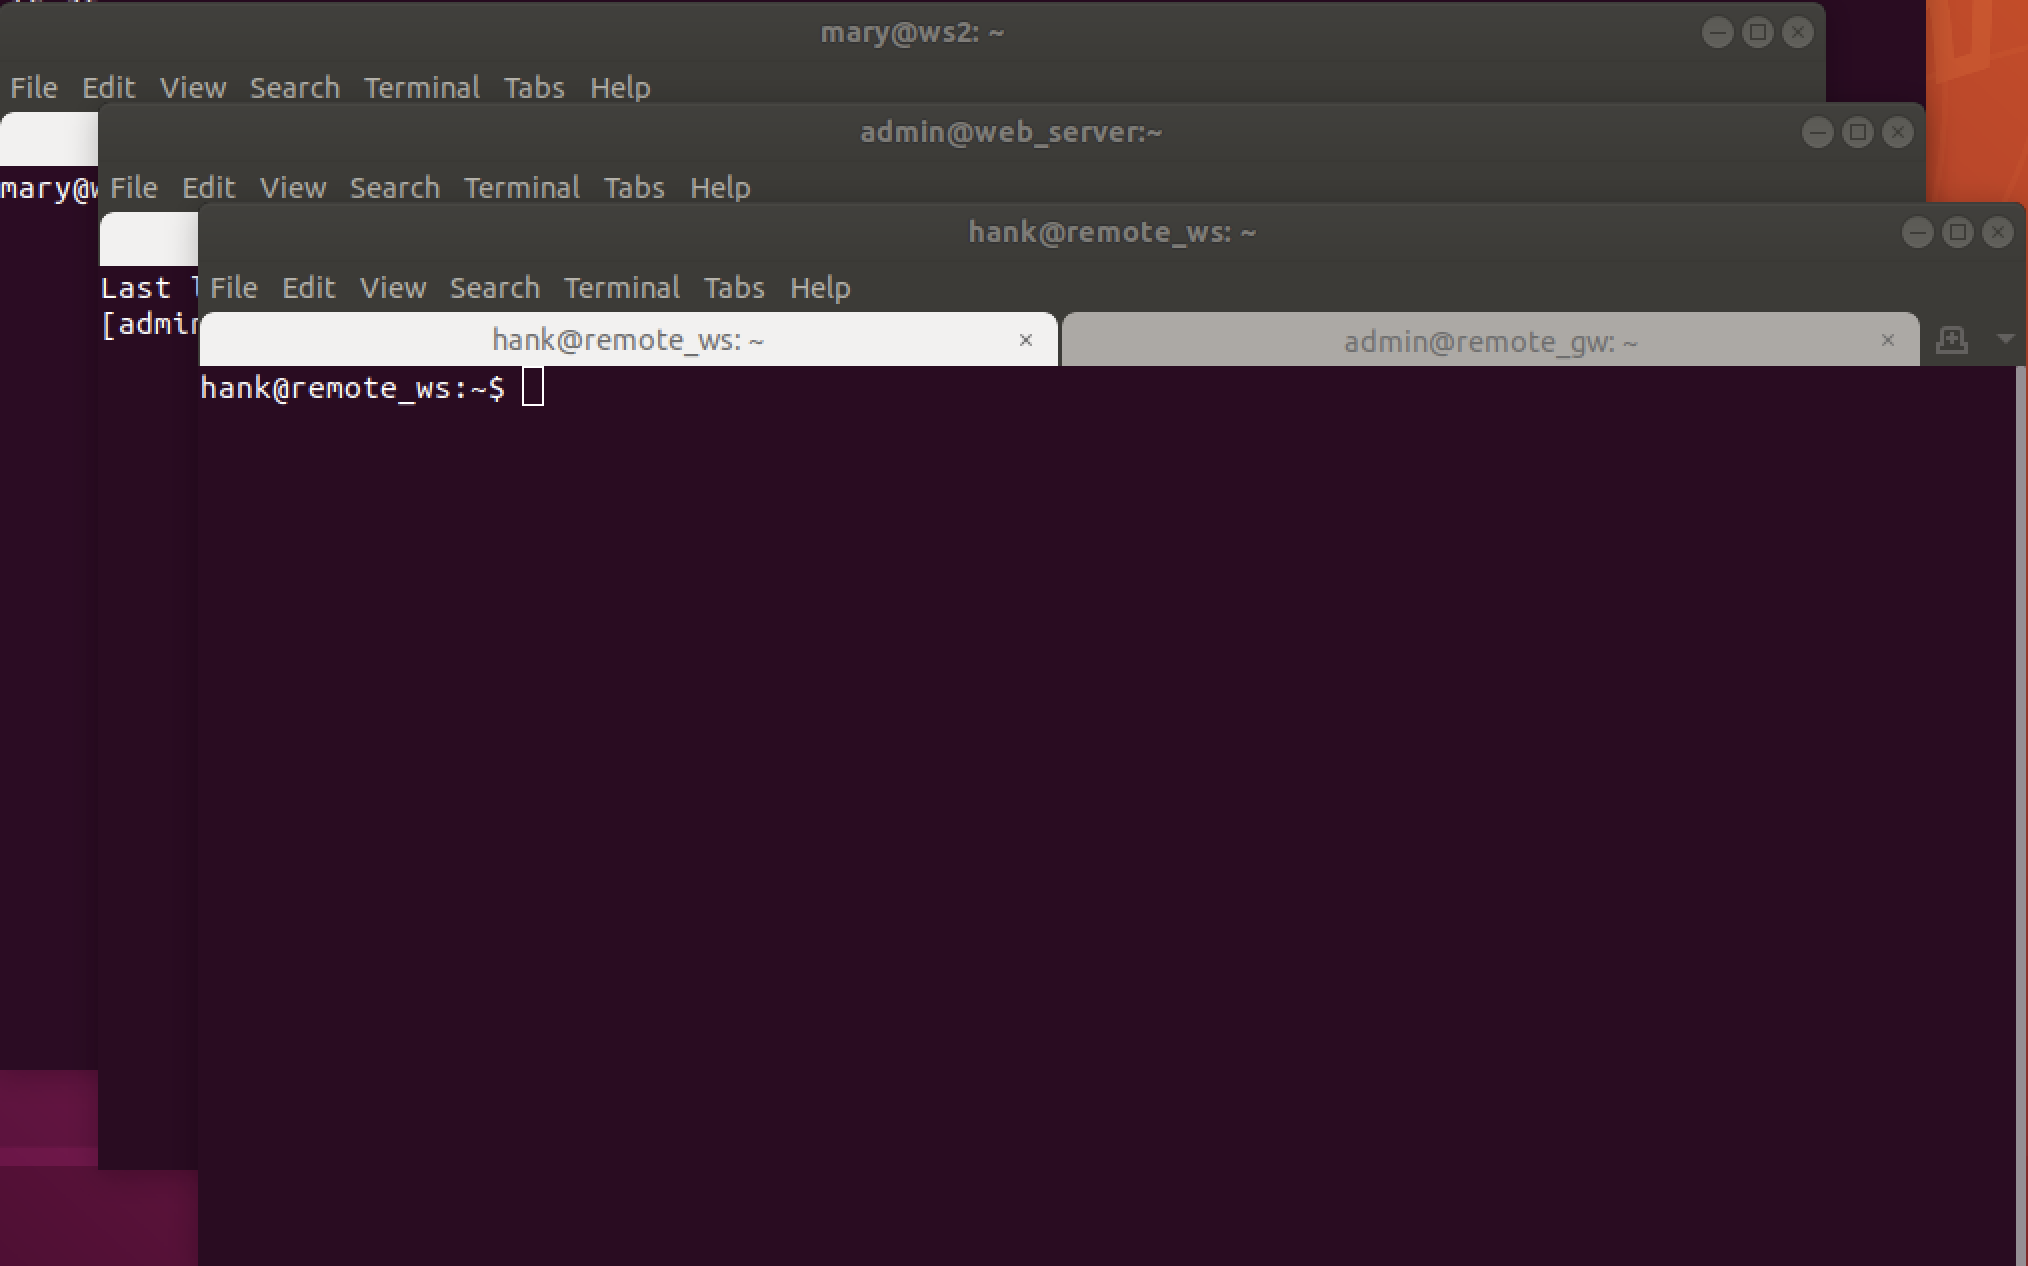 mary@ws2: ~
File Edit View Search Terminal Tabs Help
admin@web_server:~
mary@
File Edit View Search Terminal Tabs Help
hank@remote_ws: ~
Last
File Edit View Search Terminal Tabs Help
[admin
hank@remote_ws: ~ × admin@remote_gw: ~ ×
hank@remote_ws:~$